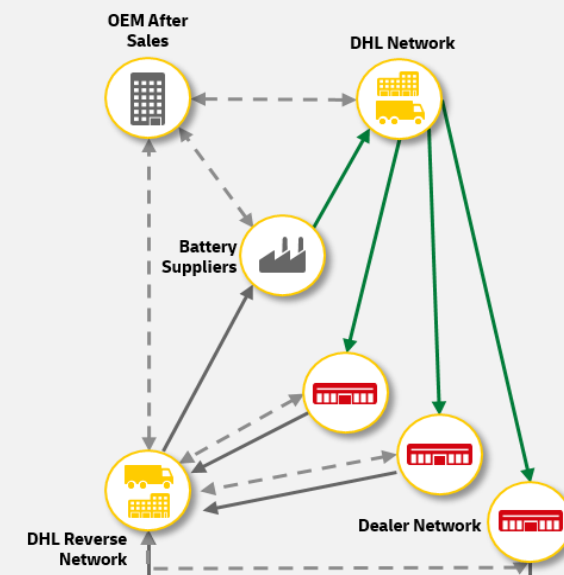 OEM After
Sales
DHL Network
Battery
Suppliers
Dealer Network
DHL Reverse
Network